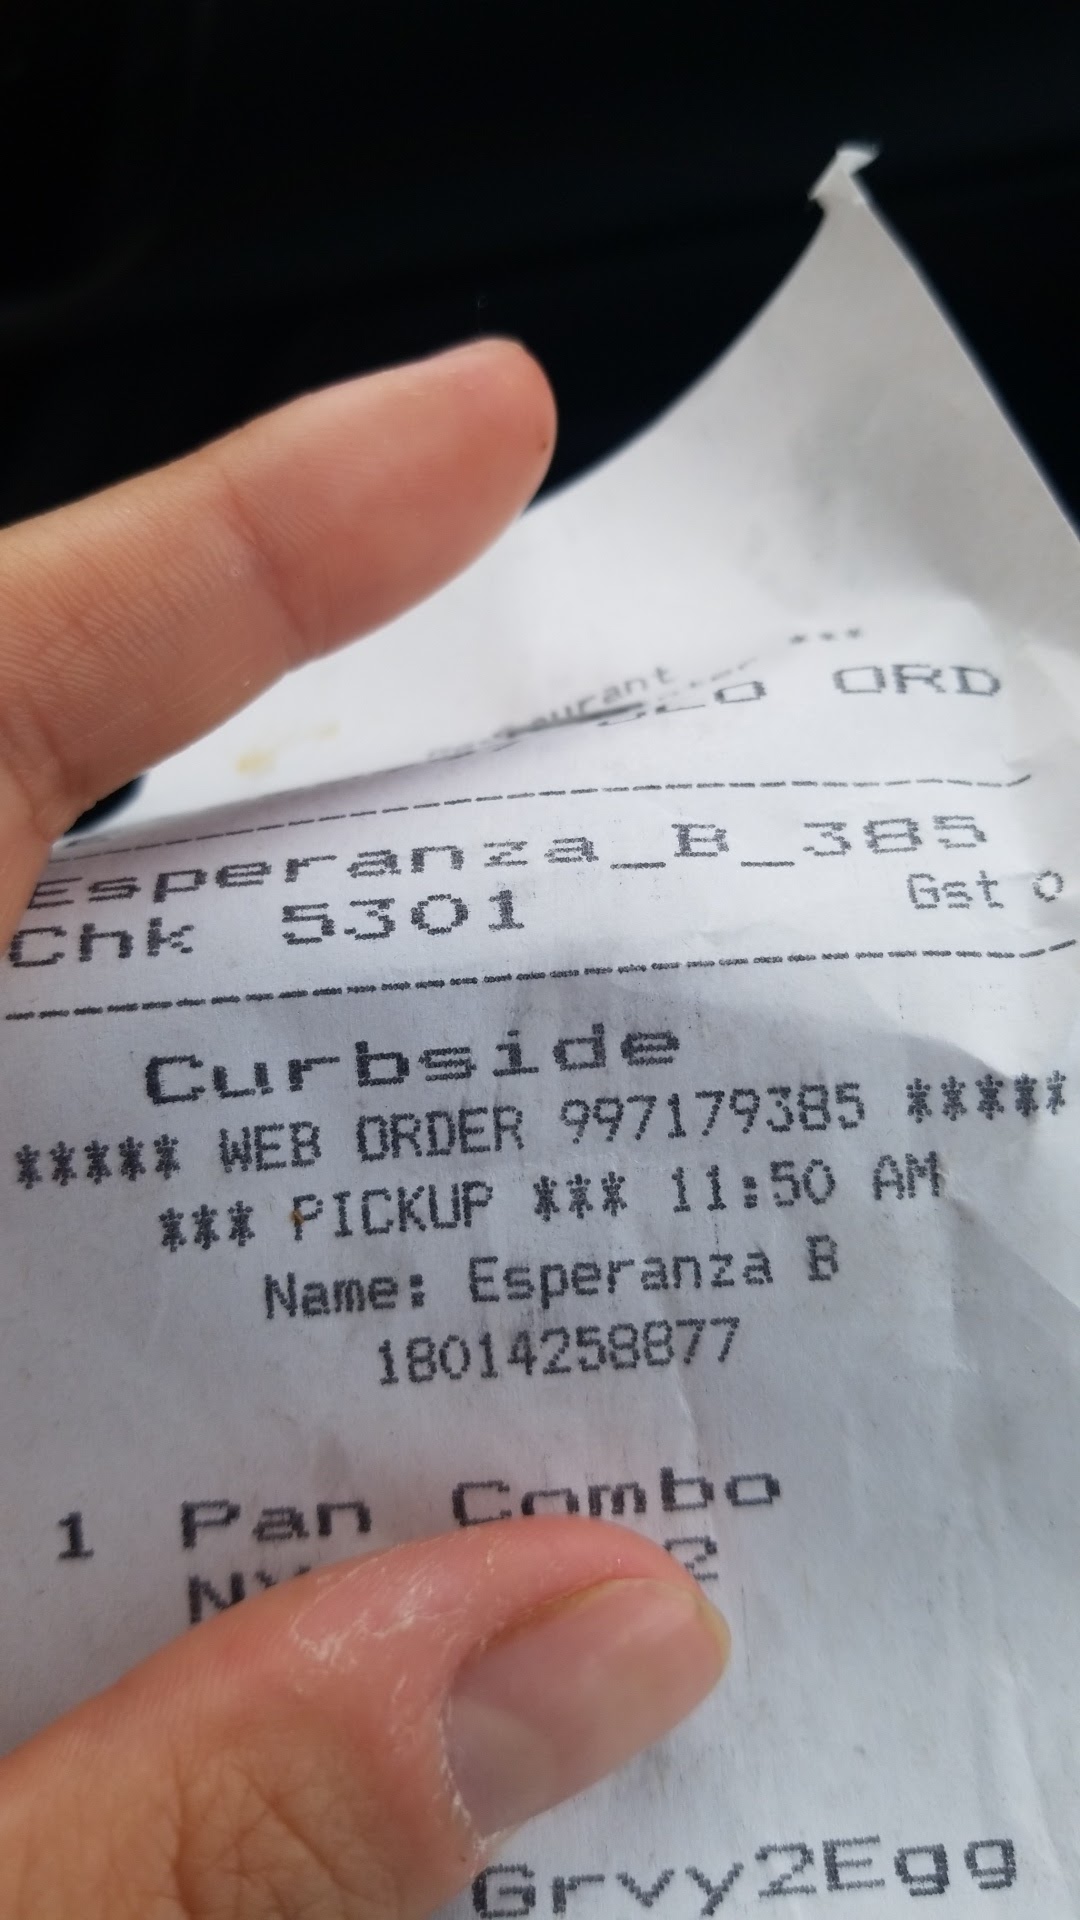 ***
ORD
Esperanza_B_385
Chk 5301 Gst 0
Curbside
***** WEB ORDER 997179385 *****
*** PICKUP *** 11:50 AM
Name: Esperanza B
18014258877
1 Pan Combo
2
Grvy2Egg